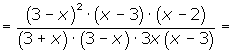 = (3 − x)² · (x − 3) · (x − 2) / (3 + x) · (3 − x) · 3x (x − 3) =